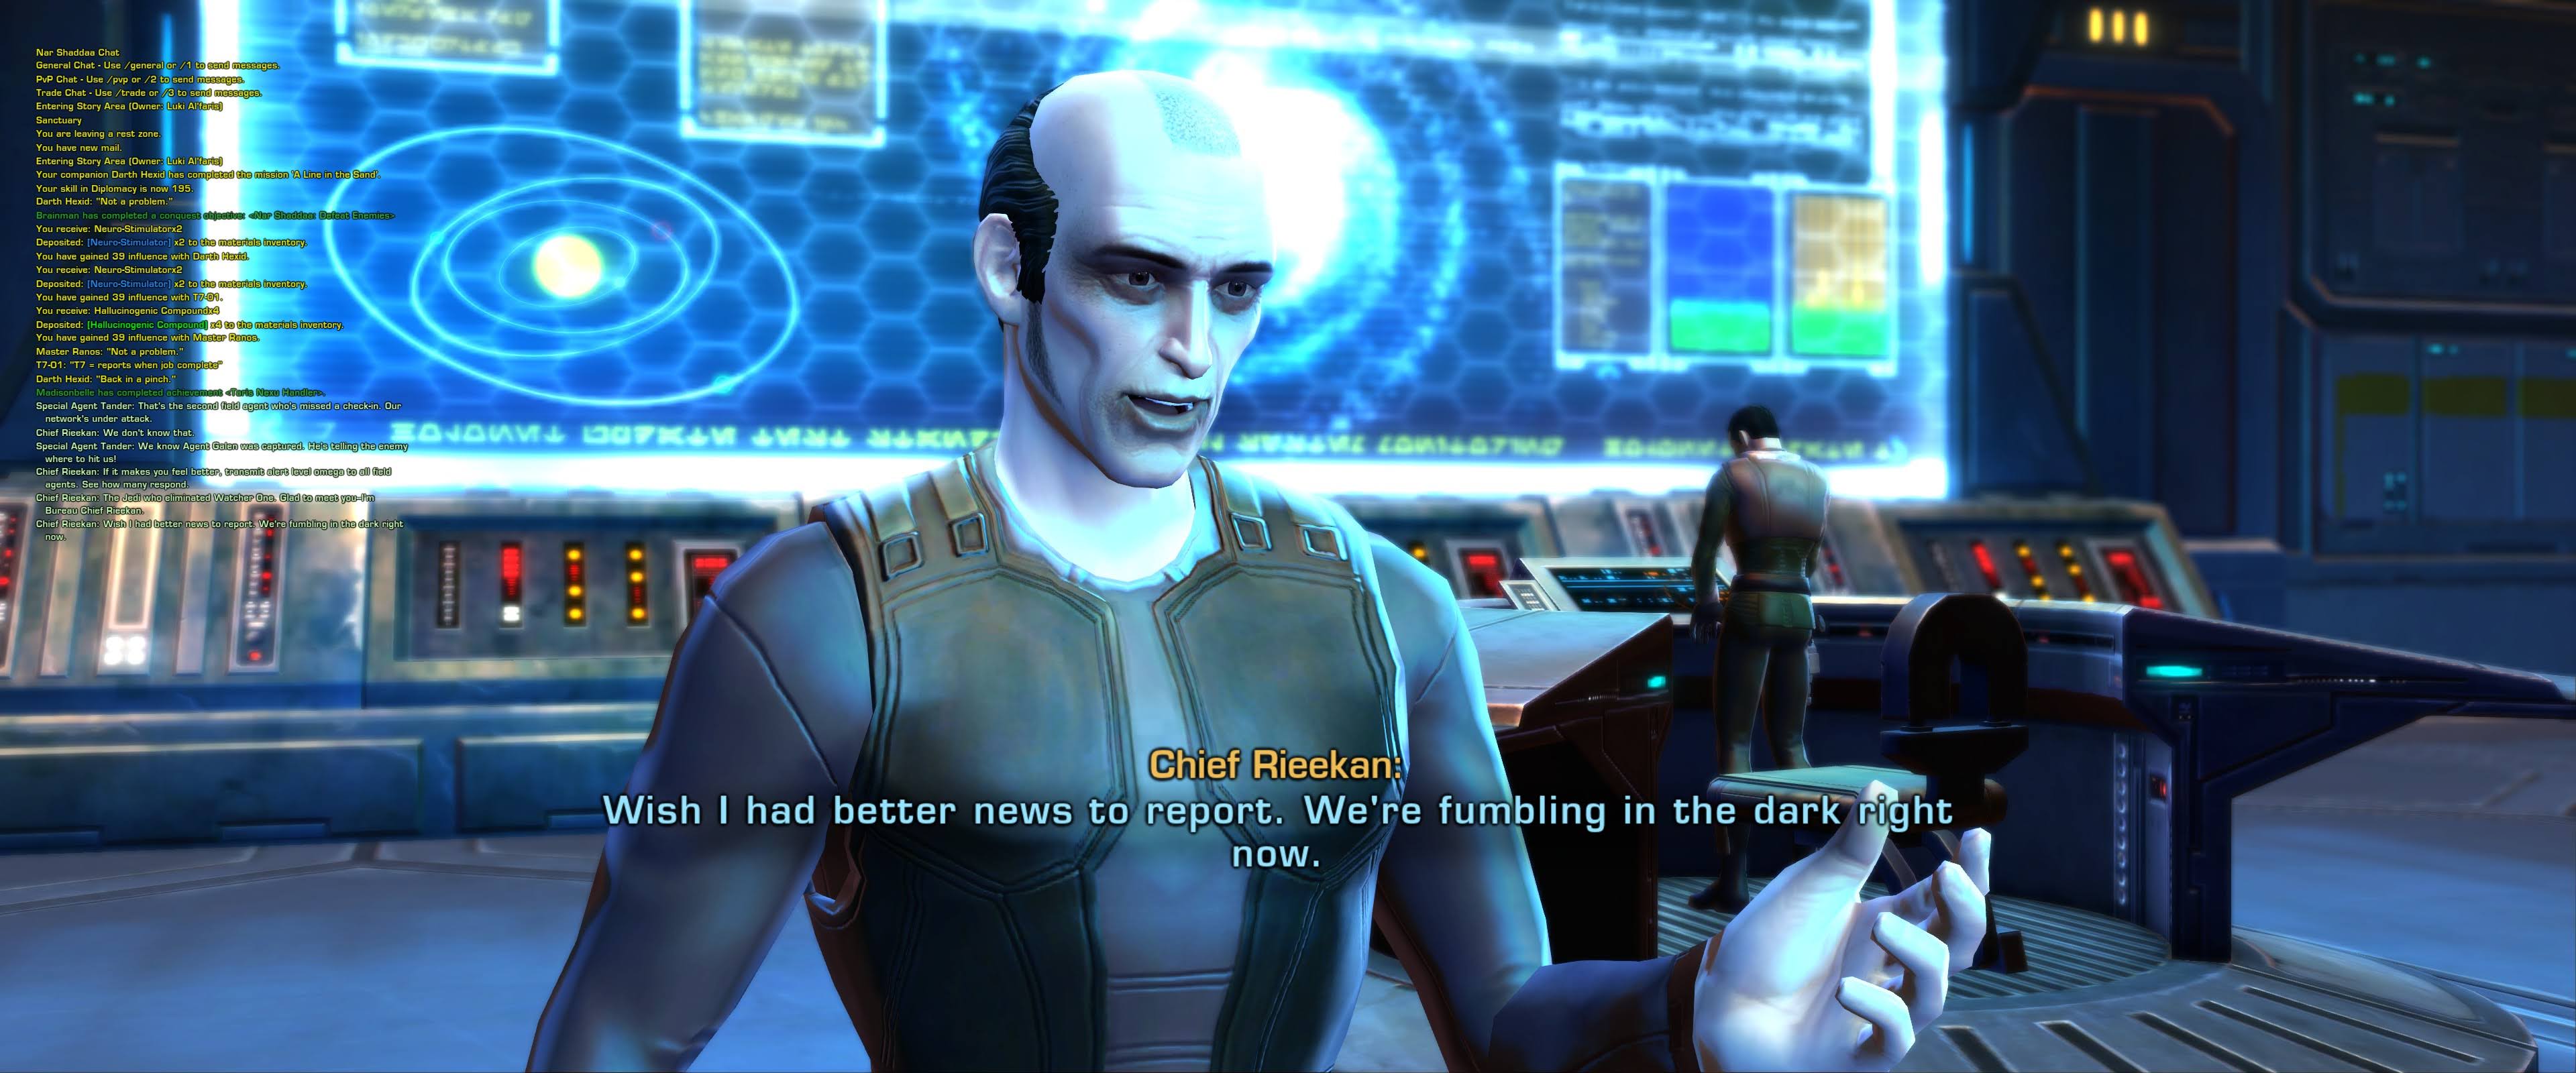 Nar Shaddaa Chat
General Chat - Use /general or /1 to send messages.
PvP Chat - Use /pvp or /2 to send messages.
Trade Chat - Use /trade or /3 to send messages.
Entering Story Area (Owner: Luki Al'faris)
Sanctuary
You are leaving a rest zone.
You have new mail.
Entering Story Area (Owner: Luki Al'faris)
Your companion Darth Hexid has completed the mission 'A Line in the Sand'.
Your skill in Diplomacy is now 195.
Darth Hexid: "Not a problem."
Brainman has completed a conquest objective: <Nar Shaddaa: Defeat Enemies>
You receive: Neuro-Stimulatorx2
Deposited: [Neuro-Stimulator] x2 to the materials inventory.
You have gained 39 influence with Darth Hexid.
You receive: Neuro-Stimulatorx2
Deposited: [Neuro-Stimulator] x2 to the materials inventory.
You have gained 39 influence with T7-01.
You receive: Hallucinogenic Compoundx4
Deposited: [Hallucinogenic Compound] x4 to the materials inventory.
You have gained 39 influence with Master Ranos.
Master Ranos: "Not a problem."
T7-01: "T7 = reports when job complete"
Darth Hexid: "Back in a pinch."
Madisonbelle has completed achievement <Taris Nexu Handler>.
Special Agent Tander: That's the second field agent who's missed a check-in. Our
network's under attack.
Chief Rieekan: We don't know that.
Special Agent Tander: We know Agent Galen was captured. He's telling the enemy
where to hit us!
Chief Rieekan: If it makes you feel better, transmit alert level omega to all field
agents. See how many respond.
Chief Rieekan: The Jedi who eliminated Watcher One. Glad to meet you–I'm
Bureau Chief Rieekan.
Chief Rieekan: Wish I had better news to report. We're fumbling in the dark right
now.
Chief Rieekan:
Wish I had better news to report. We're fumbling in the dark right
now.